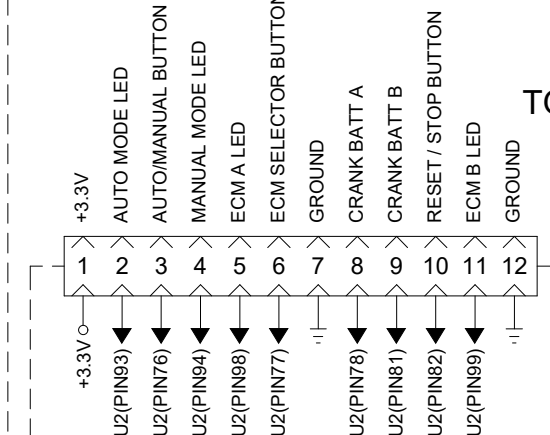 +3.3V
AUTO MODE LED
AUTO/MANUAL BUTTON
MANUAL MODE LED
ECM A LED
ECM SELECTOR BUTTON
GROUND
CRANK BATT A
CRANK BATT B
RESET / STOP BUTTON
ECM B LED
GROUND
1 2 3 4 5 6 7 8 9 10 11 12
+3.3V
U2(PIN93)
U2(PIN76)
U2(PIN94)
U2(PIN98)
U2(PIN77)
U2(PIN78)
U2(PIN81)
U2(PIN82)
U2(PIN99)